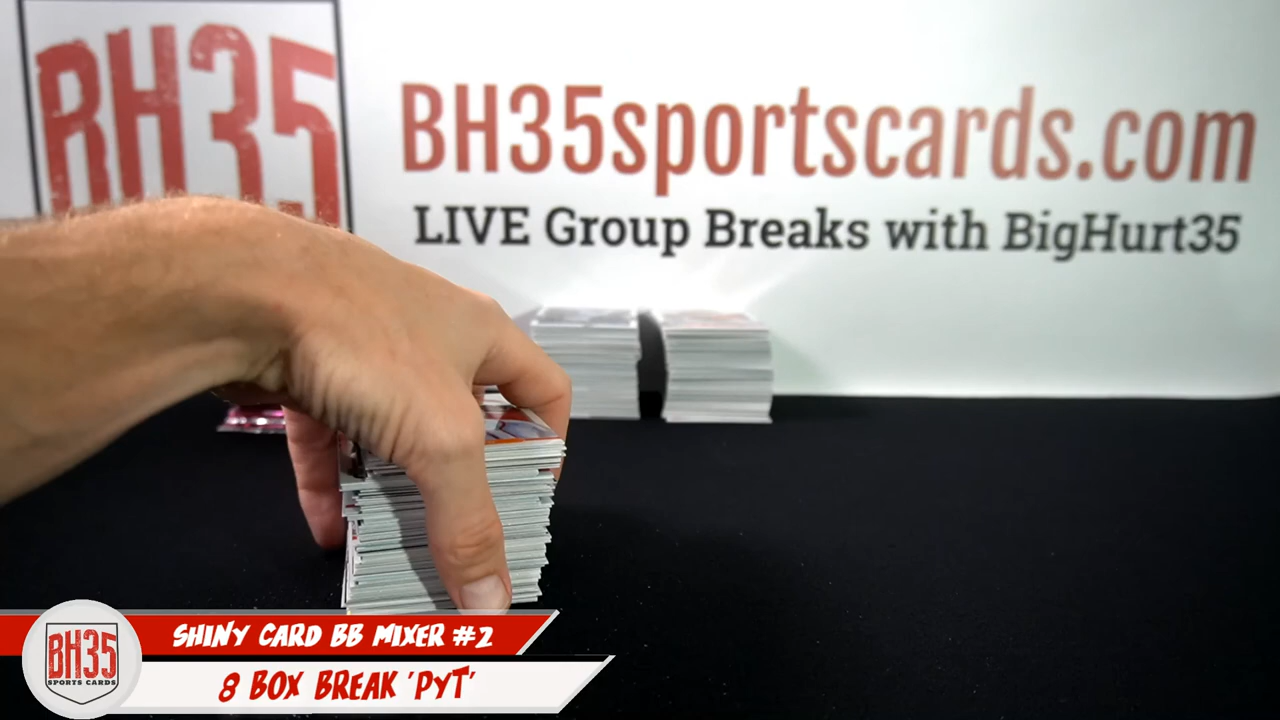 BH35
BH35sportscards.com
LIVE Group Breaks with BigHurt35
SHINY CARD BB MIXER #2
8 BOX BREAK 'PYT'
BH35
SPORTS CARDS